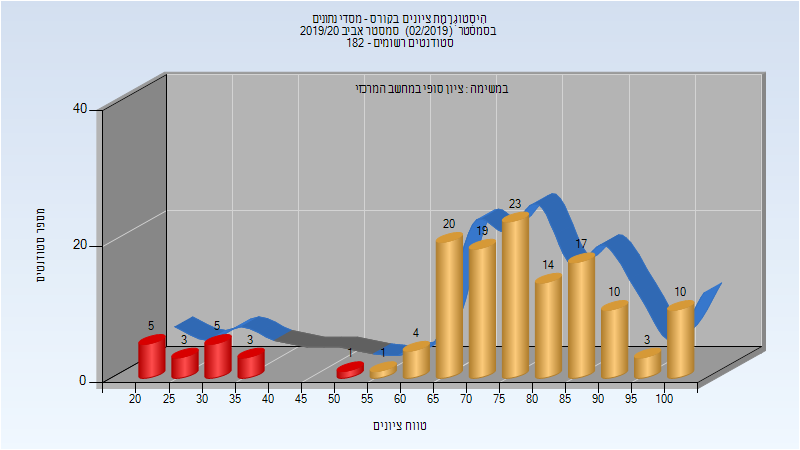 היסטוגרמת ציונים בקורס - מסדי נתונים
בסמסטר (02/2019) סמסטר אביב 2019/20
סטודנטים רשומים - 182
במשימה : ציון סופי במחשב המרכזי
מספר סטודנטים
40
20
0
5
3
5
3
1
1
4
20
19
23
14
17
10
3
10
20 25 30 35 40 45 50 55 60 65 70 75 80 85 90 95 100
טווח ציונים